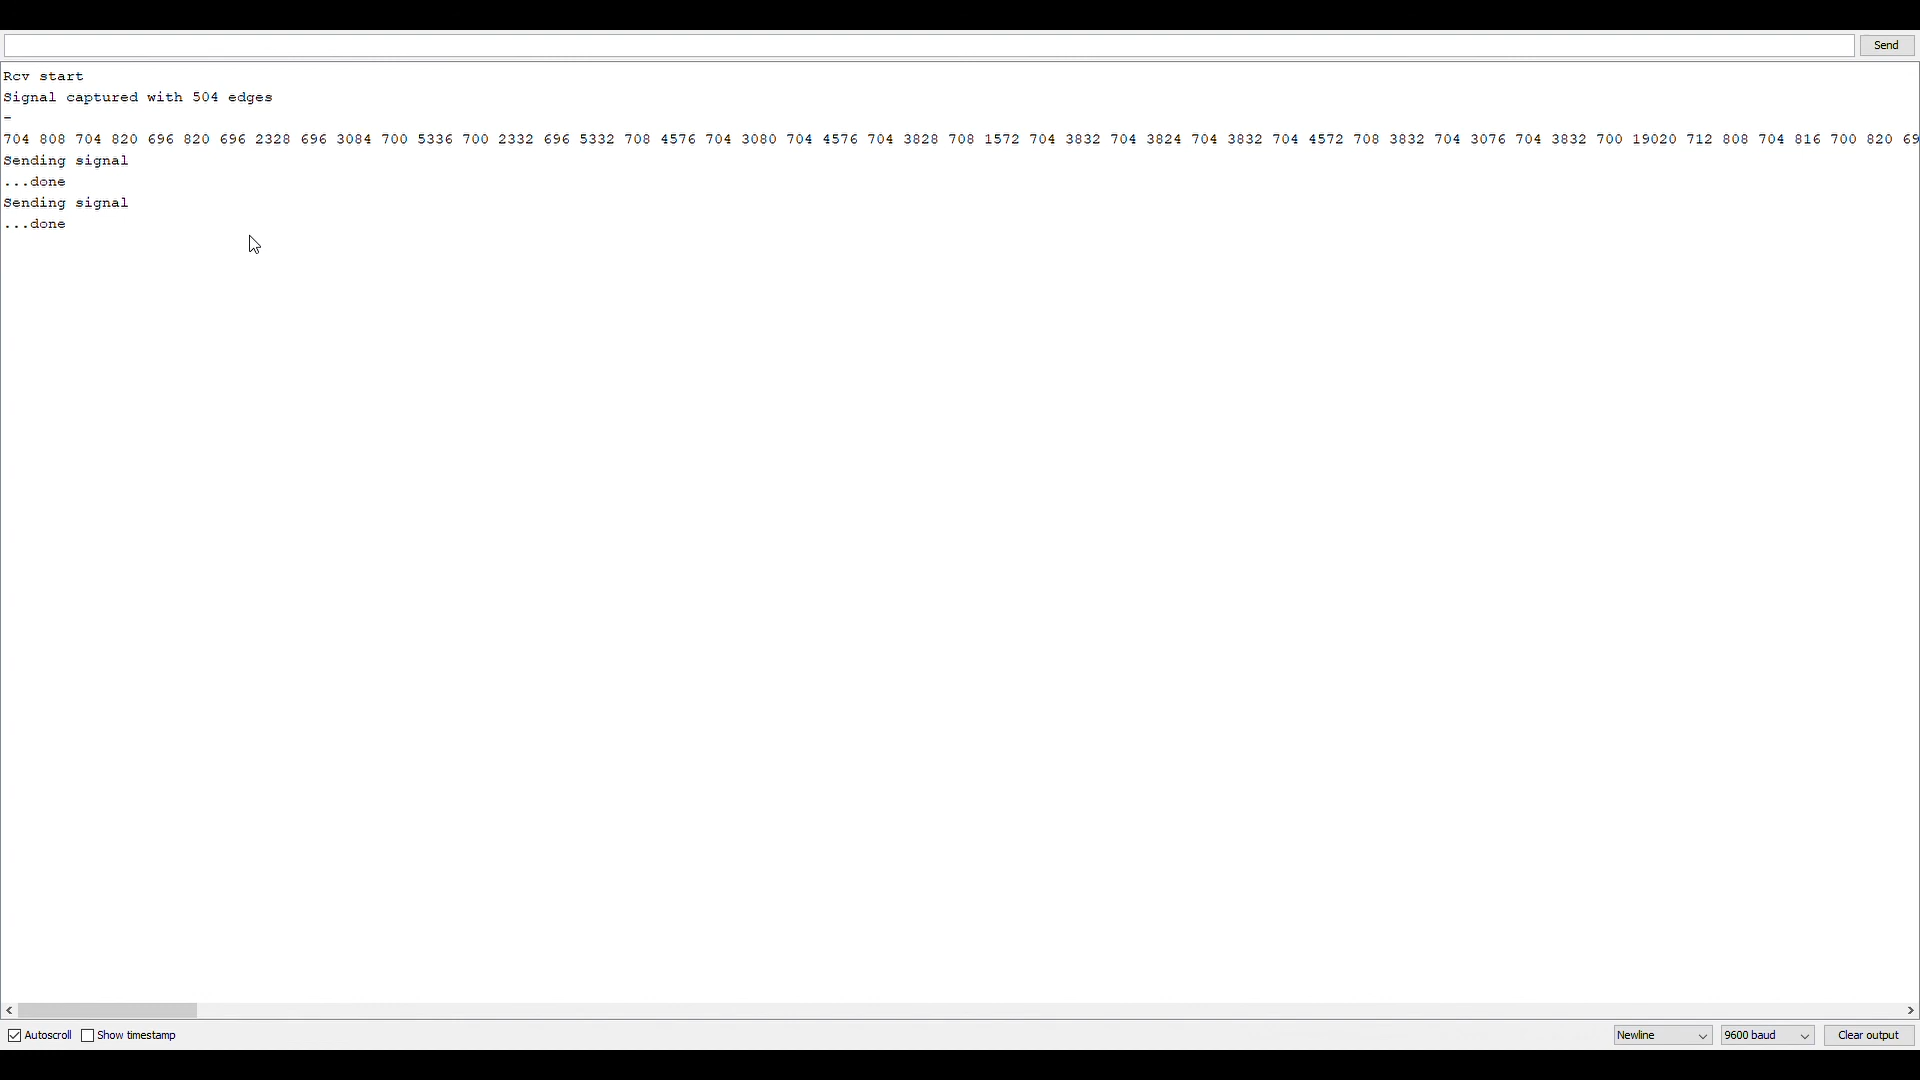 Send
Rcv start
Signal captured with 504 edges
-
704 808 704 820 696 820 696 2328 696 3084 700 5336 700 2332 696 5332 708 4576 704 3080 704 4576 704 3828 708 1572 704 3832 704 3824 704 3832 704 4572 708 3832 704 3076 704 3832 700 19020 712 808 704 816 700 820 69
Sending signal
...done
Sending signal
...done
Autoscroll Show timestamp Newline 9600 baud Clear output